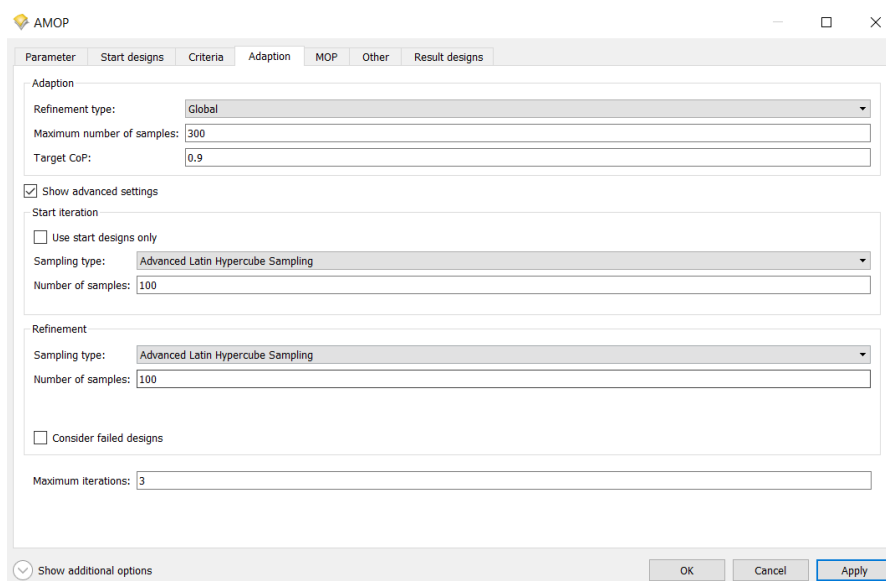 AMOP
Parameter Start designs Criteria Adaption MOP Other Result designs
Adaption
Refinement type: Global
Maximum number of samples: 300
Target CoP: 0.9
Show advanced settings
Start iteration
Use start designs only
Sampling type: Advanced Latin Hypercube Sampling
Number of samples: 100
Refinement
Sampling type: Advanced Latin Hypercube Sampling
Number of samples: 100
Consider failed designs
Maximum iterations: 3
Show additional options OK Cancel Apply